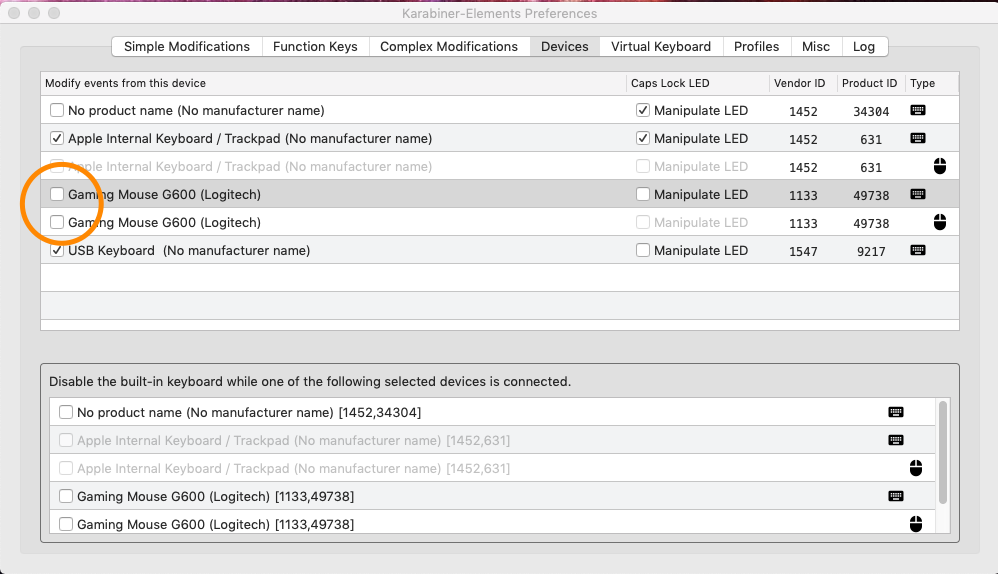 Karabiner-Elements Preferences
Simple Modifications Function Keys Complex Modifications Devices Virtual Keyboard Profiles Misc Log
Modify events from this device Caps Lock LED Vendor ID Product ID Type
No product name (No manufacturer name) Manipulate LED 1452 34304
Apple Internal Keyboard / Trackpad (No manufacturer name) Manipulate LED 1452 631
Apple Internal Keyboard / Trackpad (No manufacturer name) Manipulate LED 1452 631
Gaming Mouse G600 (Logitech) Manipulate LED 1133 49738
Gaming Mouse G600 (Logitech) Manipulate LED 1133 49738
USB Keyboard (No manufacturer name) Manipulate LED 1547 9217
Disable the built-in keyboard while one of the following selected devices is connected.
No product name (No manufacturer name) [1452,34304]
Apple Internal Keyboard / Trackpad (No manufacturer name) [1452,631]
Apple Internal Keyboard / Trackpad (No manufacturer name) [1452,631]
Gaming Mouse G600 (Logitech) [1133,49738]
Gaming Mouse G600 (Logitech) [1133,49738]